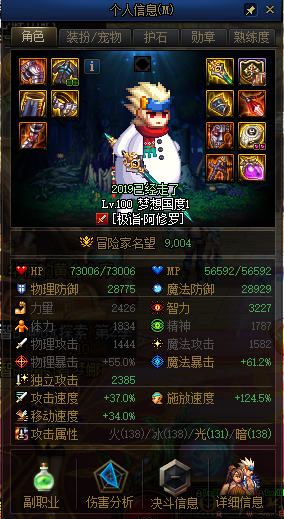 个人信息(M)
角色 装扮/宠物 护石 勋章 熟练度
2019已经走了
Lv100 梦想国度1
[极诣·阿修罗]
冒险家名望 9,004
HP 73006/73006 MP 56592/56592
物理防御 28775 魔法防御 28929
力量 2426 智力 3227
体力 1834 精神 1787
物理攻击 1444 魔法攻击 1582
物理暴击 +55.0% 魔法暴击 +61.2%
独立攻击 2385
攻击速度 +37.0% 施放速度 +124.5%
移动速度 +34.0%
攻击属性 火(138)/冰(138)/光(131)/暗(138)
副职业 伤害分析 决斗信息 详细信息